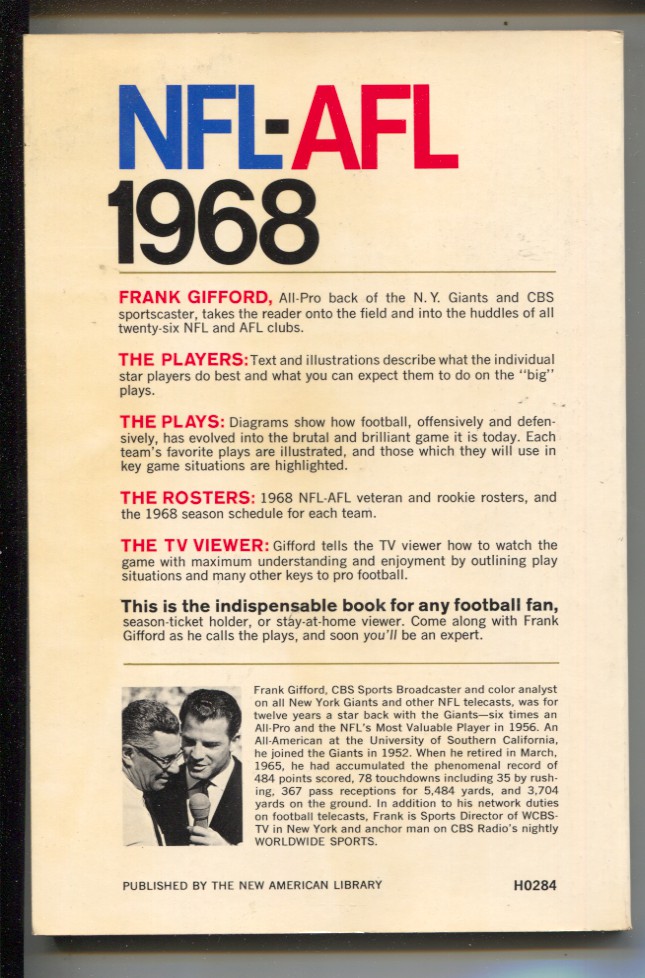 NFL-AFL
1968
FRANK GIFFORD, All-Pro back of the N.Y. Giants and CBS
sportscaster, takes the reader onto the field and into the huddles of all
twenty-six NFL and AFL clubs.
THE PLAYERS: Text and illustrations describe what the individual
star players do best and what you can expect them to do on the "big"
plays.
THE PLAYS: Diagrams show how football, offensively and defen-
sively, has evolved into the brutal and brilliant game it is today. Each
team's favorite plays are illustrated, and those which they will use in
key game situations are highlighted.
THE ROSTERS: 1968 NFL-AFL veteran and rookie rosters, and
the 1968 season schedule for each team.
THE TV VIEWER: Gifford tells the TV viewer how to watch the
game with maximum understanding and enjoyment by outlining play
situations and many other keys to pro football.
This is the indispensable book for any football fan,
season-ticket holder, or stay-at-home viewer. Come along with Frank
Gifford as he calls the plays, and soon you'll be an expert.
Frank Gifford, CBS Sports Broadcaster and color analyst
on all New York Giants and other NFL telecasts, was for
twelve years a star back with the Giants—six times an
All-Pro and the NFL's Most Valuable Player in 1956. An
All-American at the University of Southern California,
he joined the Giants in 1952. When he retired in March,
1965, he had accumulated the phenomenal record of
484 points scored, 78 touchdowns including 35 by rush-
ing, 367 pass receptions for 5,484 yards, and 3,704
yards on the ground. In addition to his network duties
on football telecasts, Frank is Sports Director of WCBS-
TV in New York and anchor man on CBS Radio's nightly
WORLDWIDE SPORTS.
PUBLISHED BY THE NEW AMERICAN LIBRARY H0284